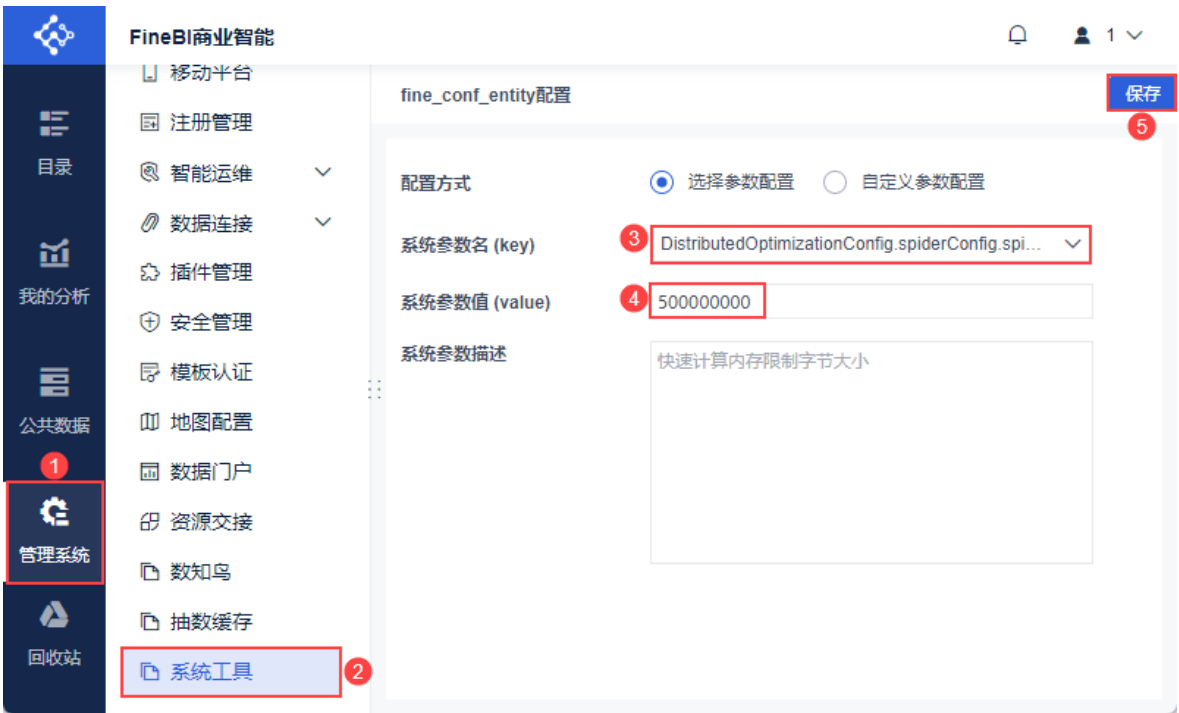 FineBI商业智能
1
目录
我的分析
公共数据
1
管理系统
回收站
移动平台
注册管理
智能运维
数据连接
插件管理
安全管理
模板认证
地图配置
数据门户
资源交接
数知鸟
抽数缓存
系统工具
2
fine_conf_entity配置
保存
5
配置方式
选择参数配置
自定义参数配置
系统参数名 (key)
3
DistributedOptimizationConfig.spiderConfig.spi...
系统参数值 (value)
4
500000000
系统参数描述
快速计算内存限制字节大小